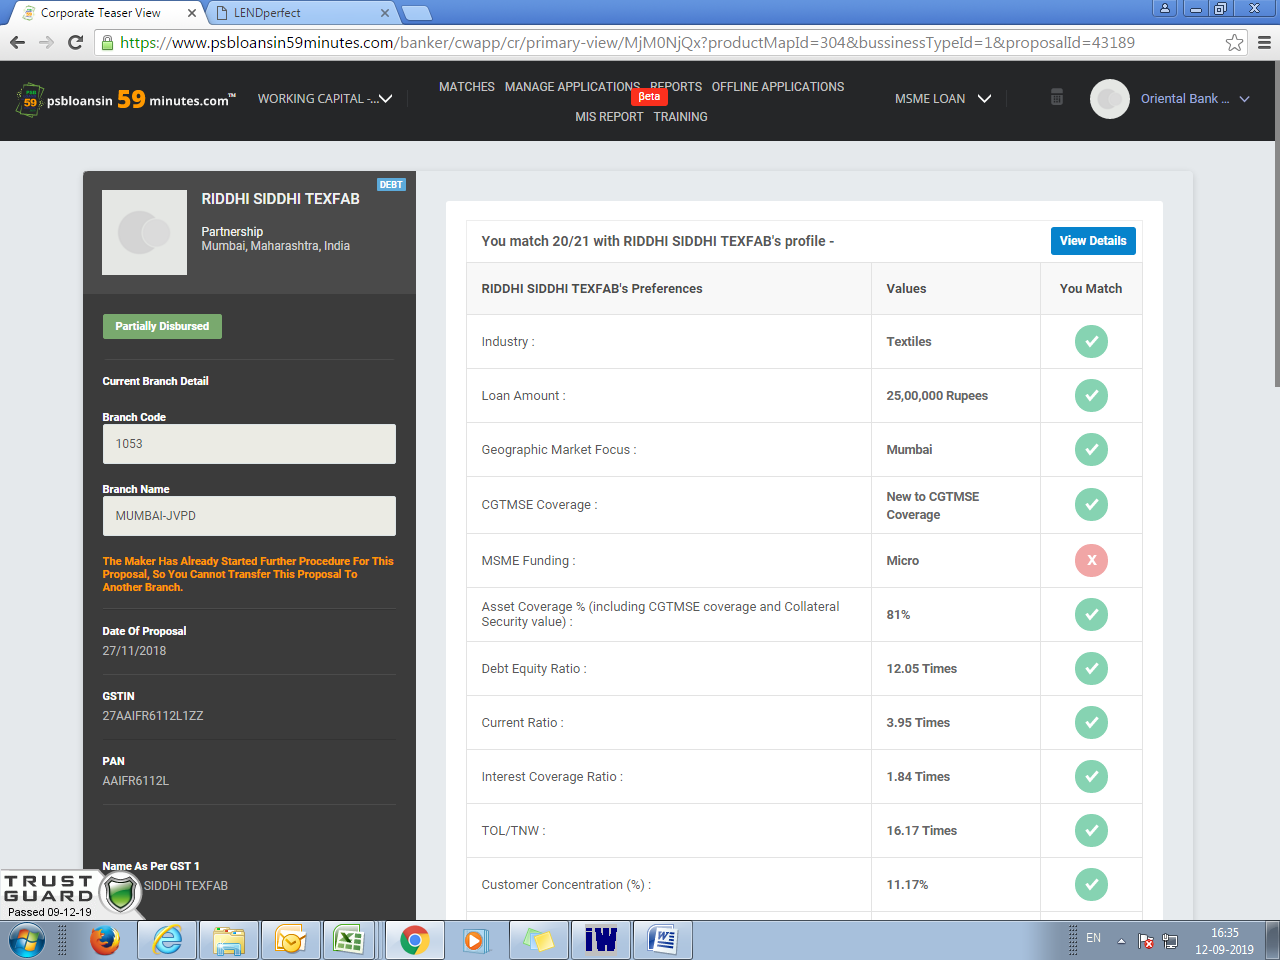 Corporate Teaser View
LENDperfect
https://www.psbloansin59minutes.com/banker/cwapp/cr/primary-view/MjM0NjQx?productMapId=304&bussinessTypeId=1&proposalId=43189
59
psbloansin 59 minutes.com™
WORKING CAPITAL -...
MATCHES MANAGE APPLICATIONS REPORTS OFFLINE APPLICATIONS
βeta
MIS REPORT TRAINING
MSME LOAN
Oriental Bank ...
DEBT
RIDDHI SIDDHI TEXFAB
Partnership
Mumbai, Maharashtra, India
Partially Disbursed
Current Branch Detail
Branch Code
1053
Branch Name
MUMBAI-JVPD
The Maker Has Already Started Further Procedure For This
Proposal, So You Cannot Transfer This Proposal To
Another Branch.
Date Of Proposal
27/11/2018
GSTIN
27AAIFR6112L1ZZ
PAN
AAIFR6112L
Name As Per GST 1
SIDDHI TEXFAB
You match 20/21 with RIDDHI SIDDHI TEXFAB's profile -
View Details
RIDDHI SIDDHI TEXFAB's Preferences Values You Match
Industry : Textiles
Loan Amount : 25,00,000 Rupees
Geographic Market Focus : Mumbai
CGTMSE Coverage : New to CGTMSE
Coverage
MSME Funding : Micro
Asset Coverage % (including CGTMSE coverage and Collateral
Security value) : 81%
Debt Equity Ratio : 12.05 Times
Current Ratio : 3.95 Times
Interest Coverage Ratio : 1.84 Times
TOL/TNW : 16.17 Times
Customer Concentration (%) : 11.17%
TRUST
GUARD
Passed 09-12-19
iW
EN
16:35
12-09-2019